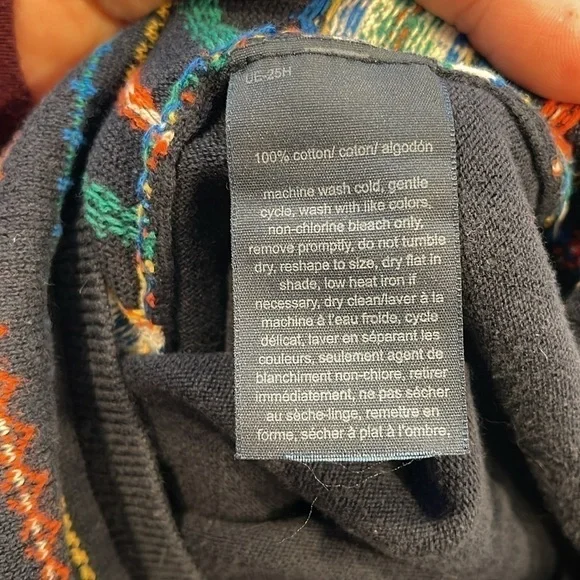 UE-25H
100% cotton/ coton/ algodón
machine wash cold, gentle
cycle, wash with like colors,
non-chlorine bleach only,
remove promptly, do not tumble
dry, reshape to size, dry flat in
shade, low heat iron if
necessary, dry clean/laver à la
machine à l'eau froide, cycle
délicat, laver en séparant les
couleurs, seulement agent de
blanchiment non-chlore, retirer
immédiatement, ne pas sécher
au sèche-linge, remettre en
forme, sécher à plat à l'ombre.